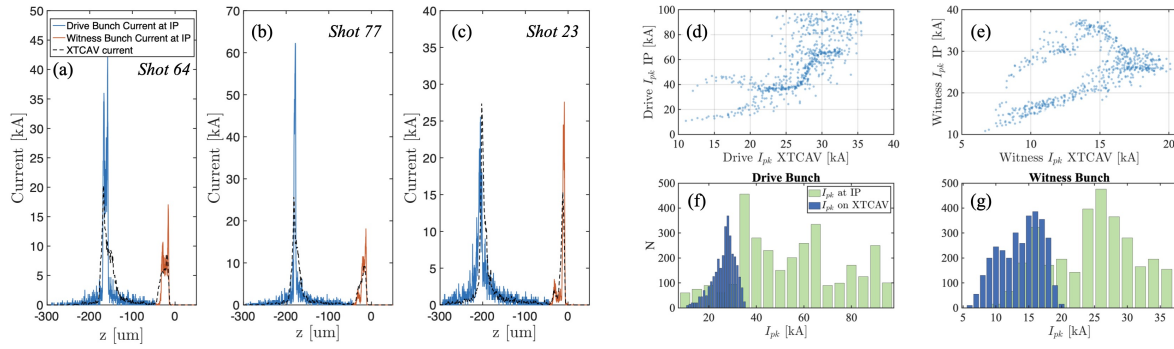 Drive Bunch Current at IP
Witness Bunch Current at IP
XTCAV current
(a)
Shot 64
Current [kA]
50
45
40
35
30
25
20
15
10
5
0
-300
-200
-100
0
z [um]
(b)
Shot 77
Current [kA]
70
60
50
40
30
20
10
0
-300
-200
-100
0
z [um]
(c)
Shot 23
Current [kA]
40
35
30
25
20
15
10
5
0
-300
-200
-100
0
z [um]
(d)
Drive I_pk IP [kA]
100
80
60
40
20
0
10
15
20
25
30
35
40
Drive I_pk XTCAV [kA]
(e)
Witness I_pk IP [kA]
40
30
20
10
5
10
15
20
Witness I_pk XTCAV [kA]
Drive Bunch
(f)
I_pk at IP
I_pk on XTCAV
N
500
400
300
200
100
0
20
40
60
80
I_pk [kA]
Witness Bunch
(g)
5
10
15
20
25
30
35
I_pk [kA]